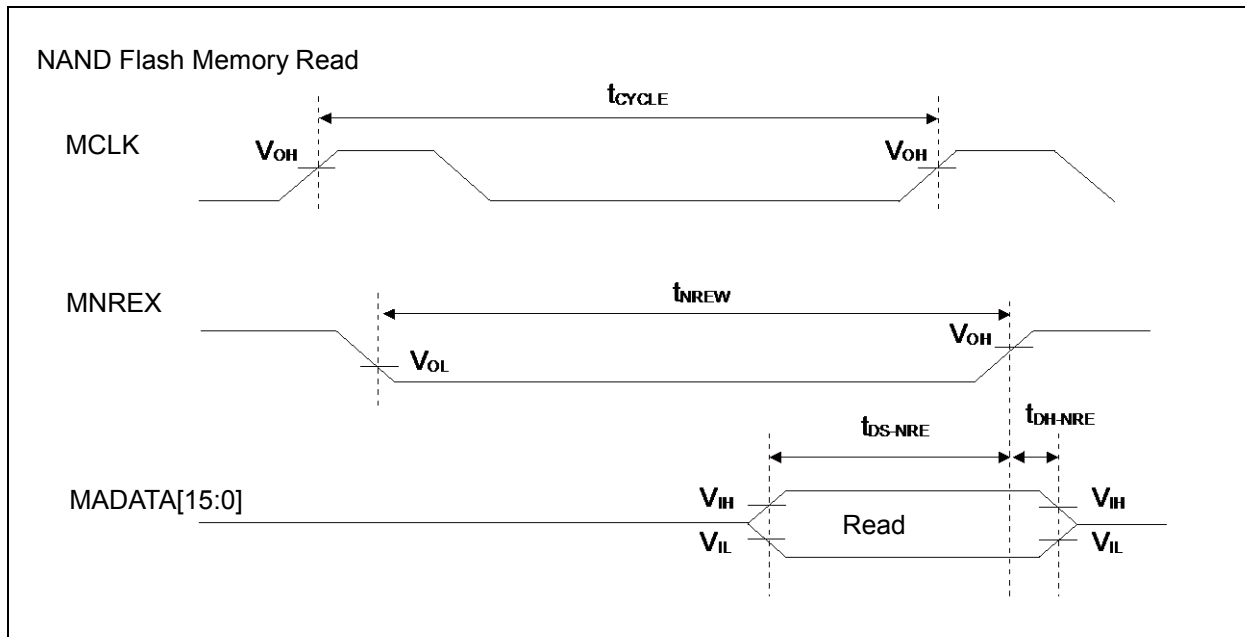 NAND Flash Memory Read
tCYCLE
MCLK
VOH
VOH
tNREW
MNREX
VOH
VOL
tDS-NRE
tDH-NRE
MADATA[15:0]
VIH
VIH
Read
VIL
VIL